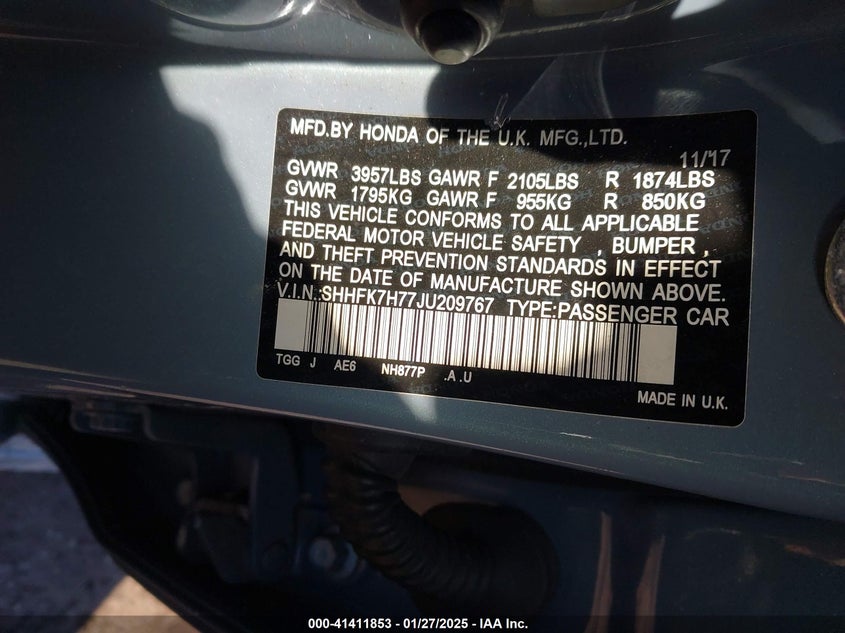 MFD.BY HONDA OF THE U.K. MFG.,LTD.
11/'17
GVWR 3957LBS GAWR F 2105LBS R 1874LBS
GVWR 1795KG GAWR F 955KG R 850KG
THIS VEHICLE CONFORMS TO ALL APPLICABLE
FEDERAL MOTOR VEHICLE SAFETY , BUMPER ,
AND THEFT PREVENTION STANDARDS IN EFFECT
ON THE DATE OF MANUFACTURE SHOWN ABOVE.
V.I.N.:SHHFK7H77JU209767 TYPE:PASSENGER CAR
TGG J AE6 NH877P .A.U
MADE IN U.K.
000-41411853 - 01/27/2025 - IAA Inc.